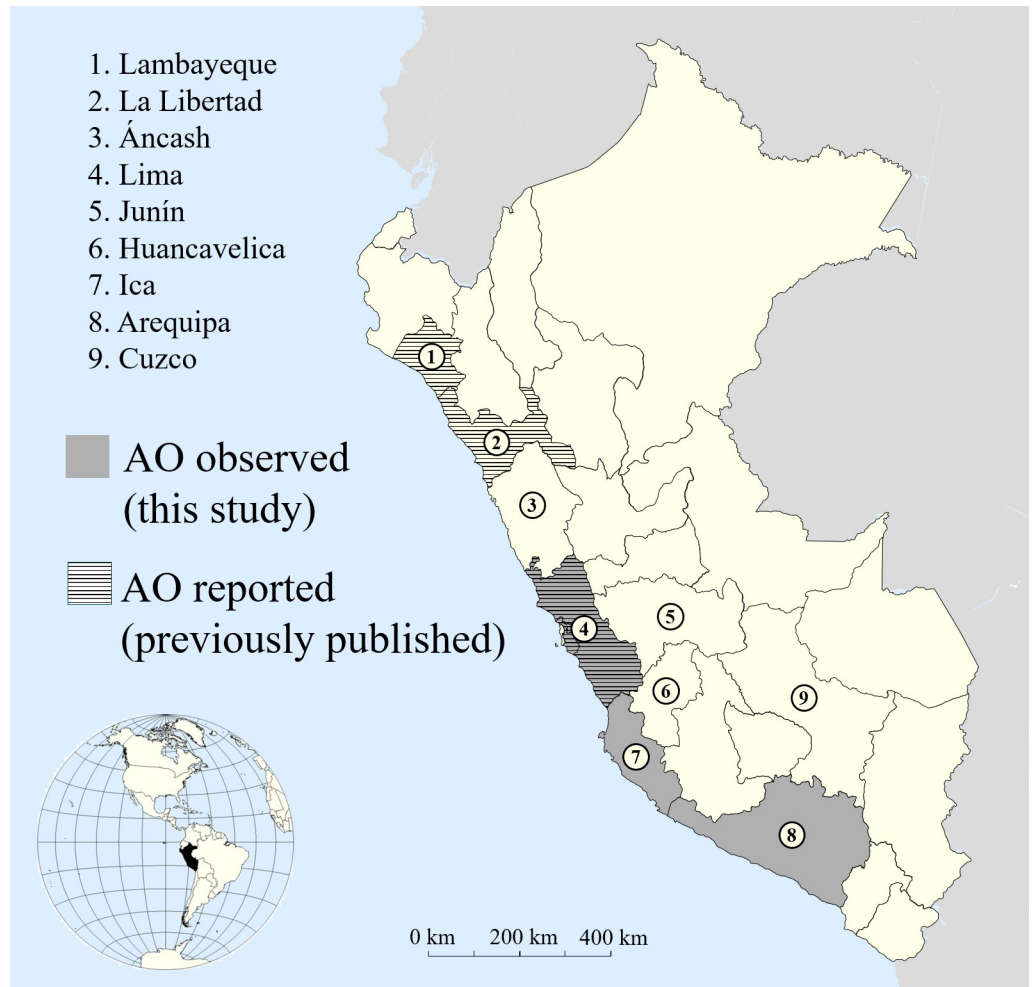 1. Lambayeque
2. La Libertad
3. Áncash
4. Lima
5. Junín
6. Huancavelica
7. Ica
8. Arequipa
9. Cuzco
AO observed
(this study)
AO reported
(previously published)
1
2
3
4
5
6
9
7
8
0 km 200 km 400 km